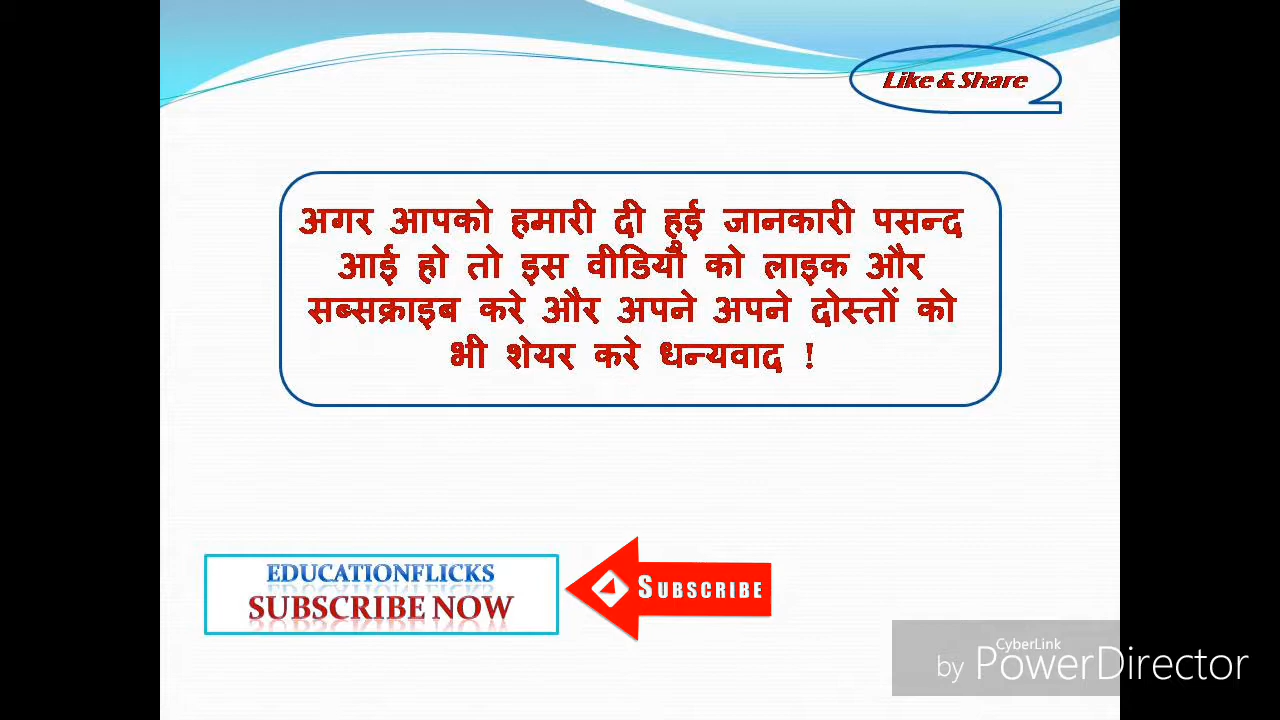 Like & Share
अगर आपको हमारी दी हुई जानकारी पसन्द
आई हो तो इस वीडियौ को लाइक और
सब्सक्राइब करे और अपने अपने दोस्तों को
भी शेयर करे धन्यवाद !
EDUCATIONFLICKS
SUBSCRIBE NOW
SUBSCRIBE
CyberLink
by PowerDirector